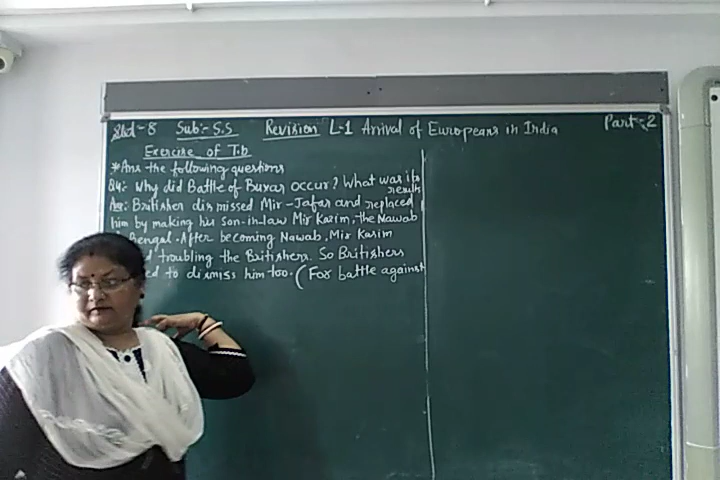 Std-8 Sub:- S.S Revision L-1 Arrival of Europeans in India Part-2
Exercise of T.b
*Ans the following questions
Q4:- Why did Battle of Buxar occur? What was its
results
Ans:- Britisher dismissed Mir-Jafar and replaced
him by making his son-in-law Mir Kasim, the Nawab
Bengal. After becoming Nawab, Mir Kasim
troubling the Britishers. So Britishers
to dismiss him too. (For battle against